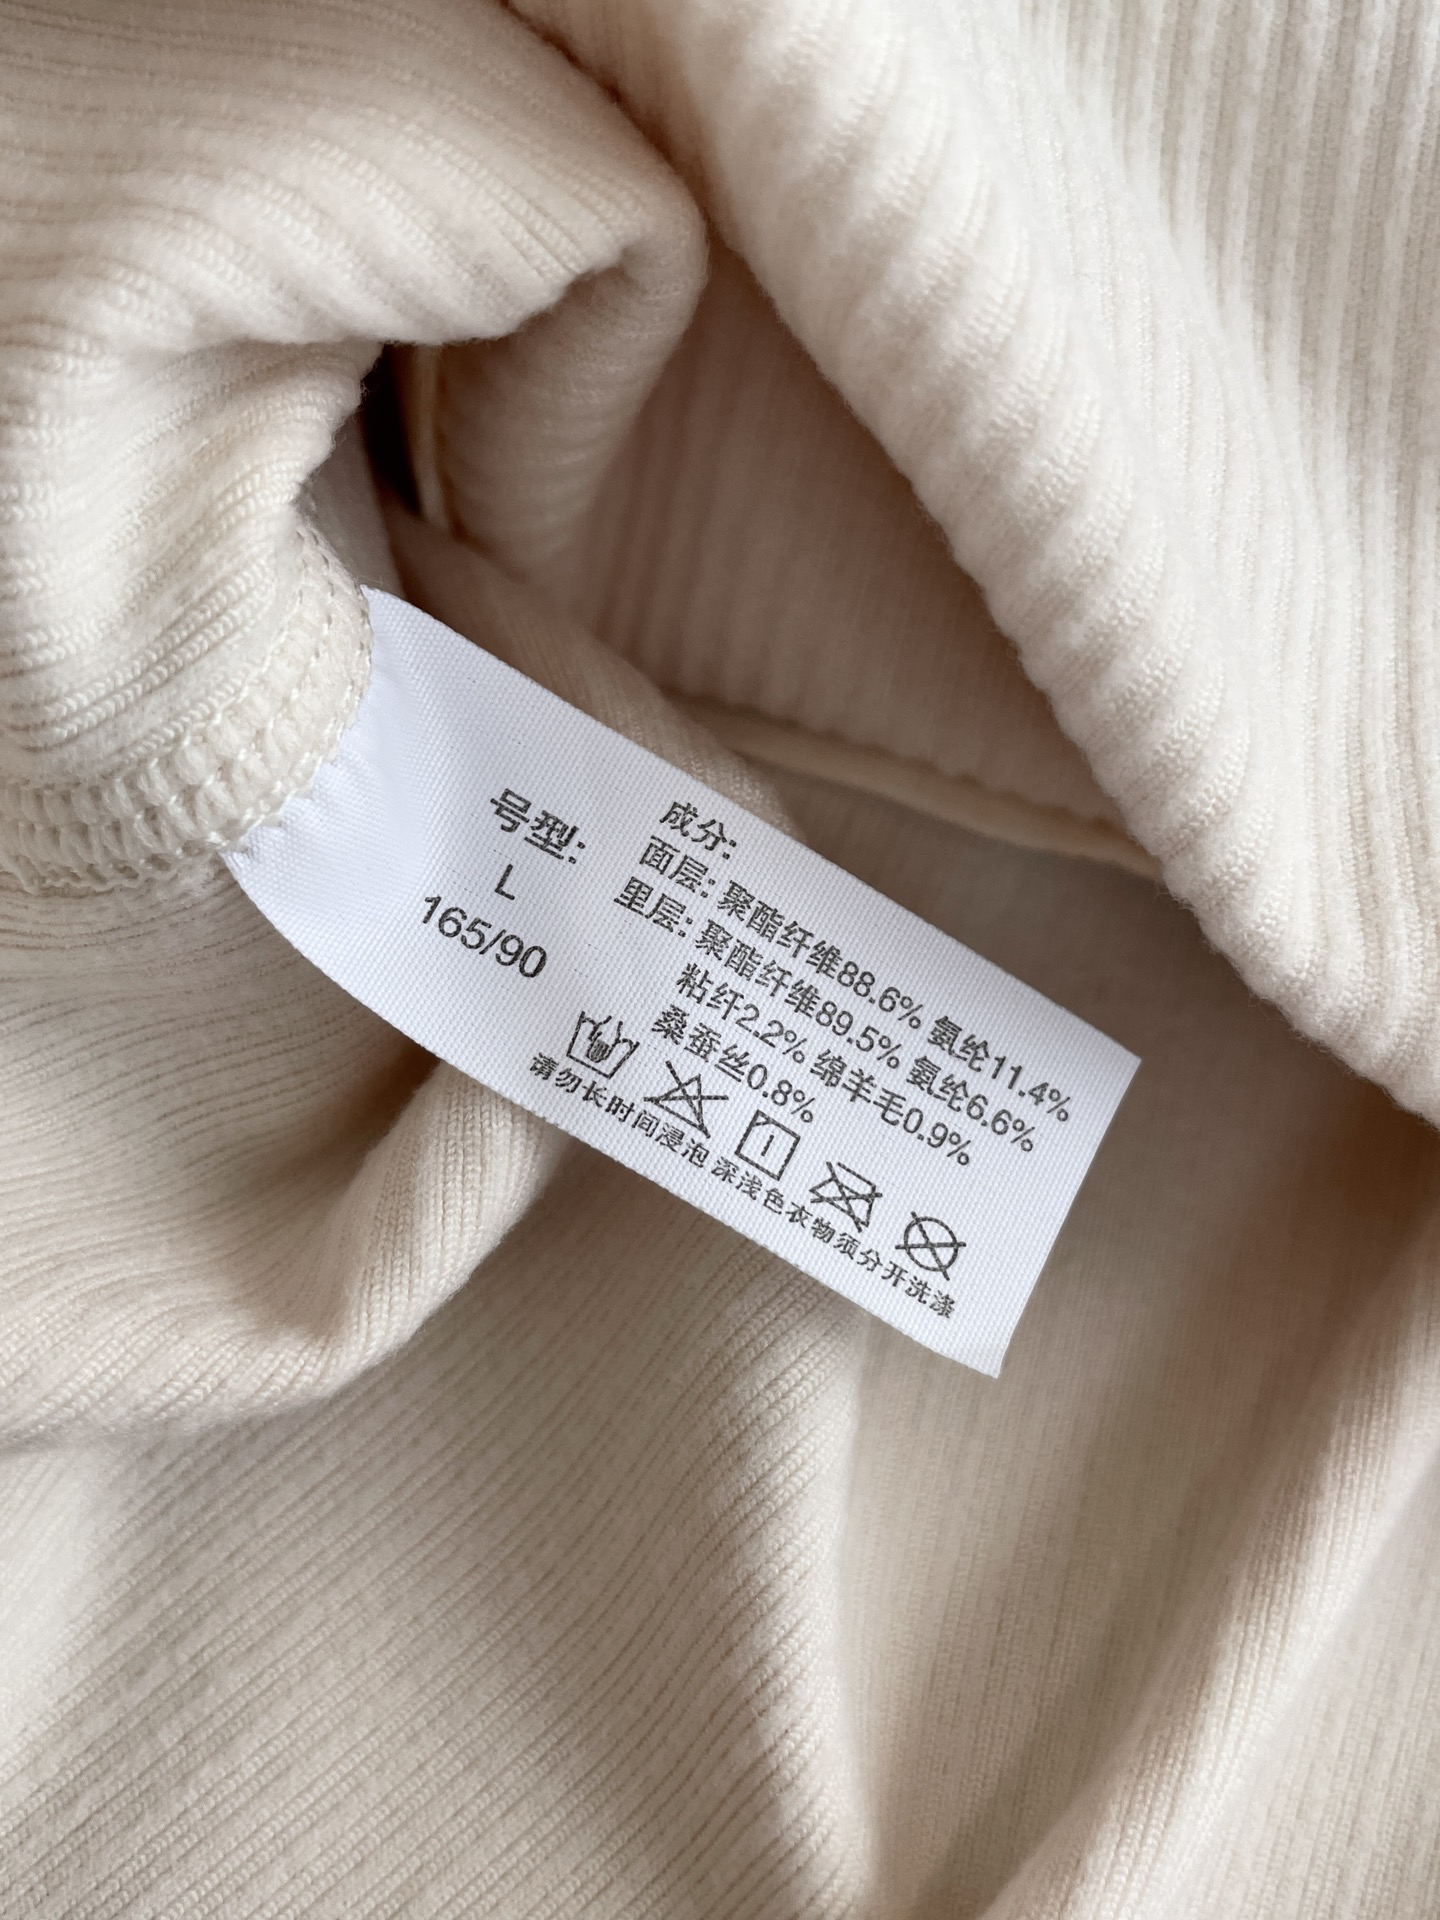 号型:
L
165/90
成分:
面层: 聚酯纤维88.6% 氨纶11.4%
里层: 聚酯纤维89.5% 氨纶6.6%
粘纤2.2% 绵羊毛0.9%
桑蚕丝0.8%
请勿长时间浸泡 深浅色衣物须分开洗涤